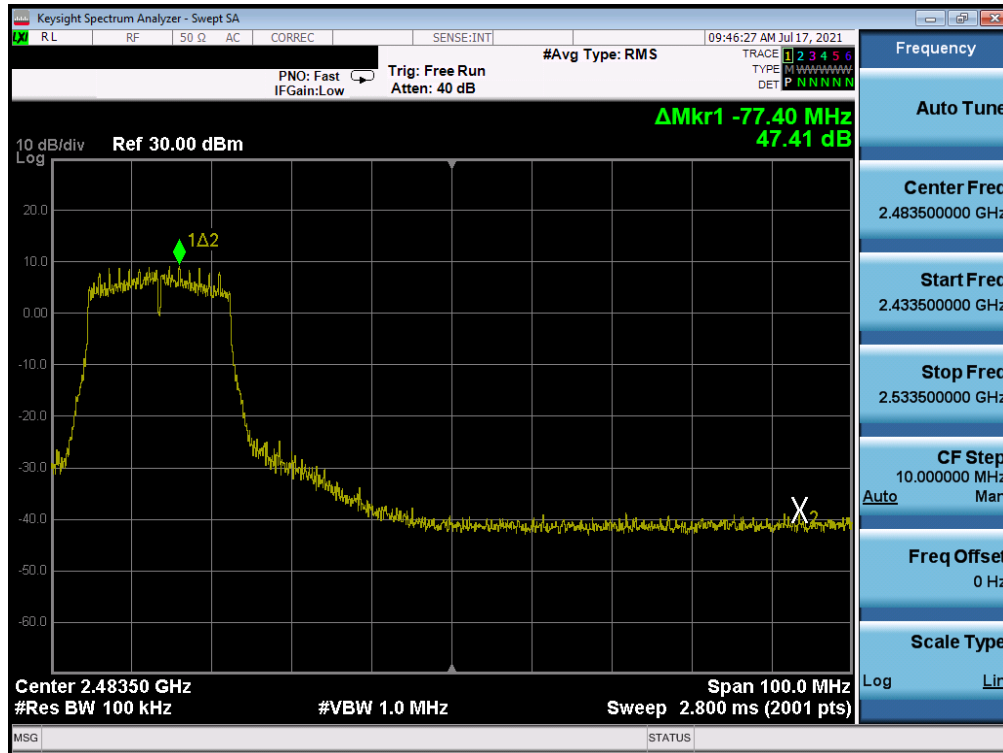 Keysight Spectrum Analyzer - Swept SA
LXI RL RF 50 Ω AC CORREC SENSE:INT 09:46:27 AM Jul 17, 2021
PNO: Fast
IFGain:Low
Trig: Free Run
Atten: 40 dB
#Avg Type: RMS
TRACE 1 2 3 4 5 6
TYPE M WWWWW
DET P N N N N N
ΔMkr1 -77.40 MHz
47.41 dB
10 dB/div
Log
Ref 30.00 dBm
20.0
10.0
0.00
-10.0
-20.0
-30.0
-40.0
-50.0
-60.0
1Δ2
X2
Center 2.48350 GHz
#Res BW 100 kHz
#VBW 1.0 MHz
Span 100.0 MHz
Sweep 2.800 ms (2001 pts)
MSG
STATUS
Frequency
Auto Tune
Center Freq
2.483500000 GHz
Start Freq
2.433500000 GHz
Stop Freq
2.533500000 GHz
CF Step
10.000000 MHz
Auto Man
Freq Offset
0 Hz
Scale Type
Log Lin